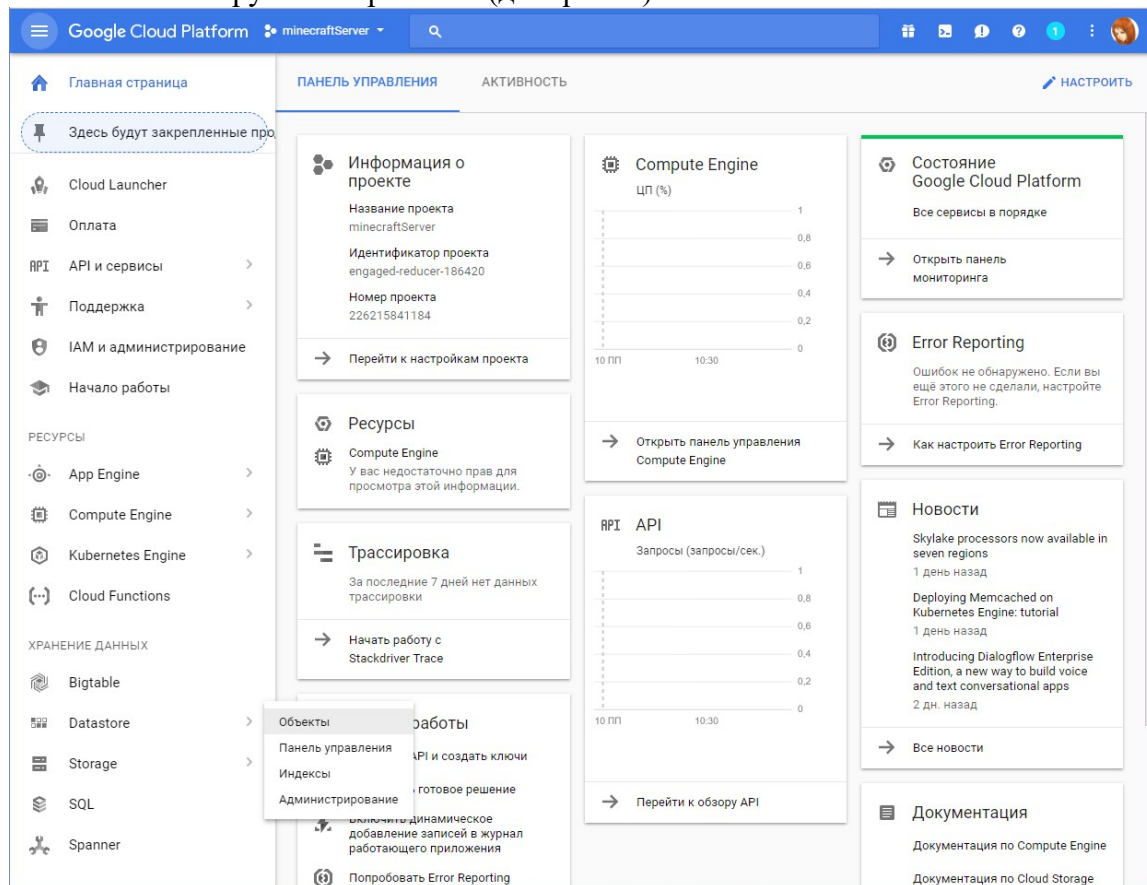 Google Cloud Platform
minecraftServer
1
Главная страница
Здесь будут закрепленные про
Cloud Launcher
Оплата
API и сервисы
Поддержка
IAM и администрирование
Начало работы
РЕСУРСЫ
App Engine
Compute Engine
Kubernetes Engine
Cloud Functions
ХРАНЕНИЕ ДАННЫХ
Bigtable
Datastore
Storage
SQL
Spanner
Объекты
Панель управления
Индексы
Администрирование
ПАНЕЛЬ УПРАВЛЕНИЯ
АКТИВНОСТЬ
НАСТРОИТЬ
Информация о
проекте
Название проекта
minecraftServer
Идентификатор проекта
engaged-reducer-186420
Номер проекта
226215841184
Перейти к настройкам проекта
Ресурсы
Compute Engine
У вас недостаточно прав для
просмотра этой информации.
Трассировка
За последние 7 дней нет данных
трассировки
Начать работу с
Stackdriver Trace
работы
API и создать ключи
готовое решение
Включить динамическое
добавление записей в журнал
работающего приложения
Попробовать Error Reporting
Compute Engine
ЦП (%)
1
0,8
0,6
0,4
0,2
0
10 ПП
10:30
Открыть панель управления
Compute Engine
API
API
Запросы (запросы/сек.)
1
0,8
0,6
0,4
0,2
0
10 ПП
10:30
Перейти к обзору API
Состояние
Google Cloud Platform
Все сервисы в порядке
Открыть панель
мониторинга
Error Reporting
Ошибок не обнаружено. Если вы
ещё этого не сделали, настройте
Error Reporting.
Как настроить Error Reporting
Новости
Skylake processors now available in
seven regions
1 день назад
Deploying Memcached on
Kubernetes Engine: tutorial
1 день назад
Introducing Dialogflow Enterprise
Edition, a new way to build voice
and text conversational apps
2 дн. назад
Все новости
Документация
Документация по Compute Engine
Документация по Cloud Storage